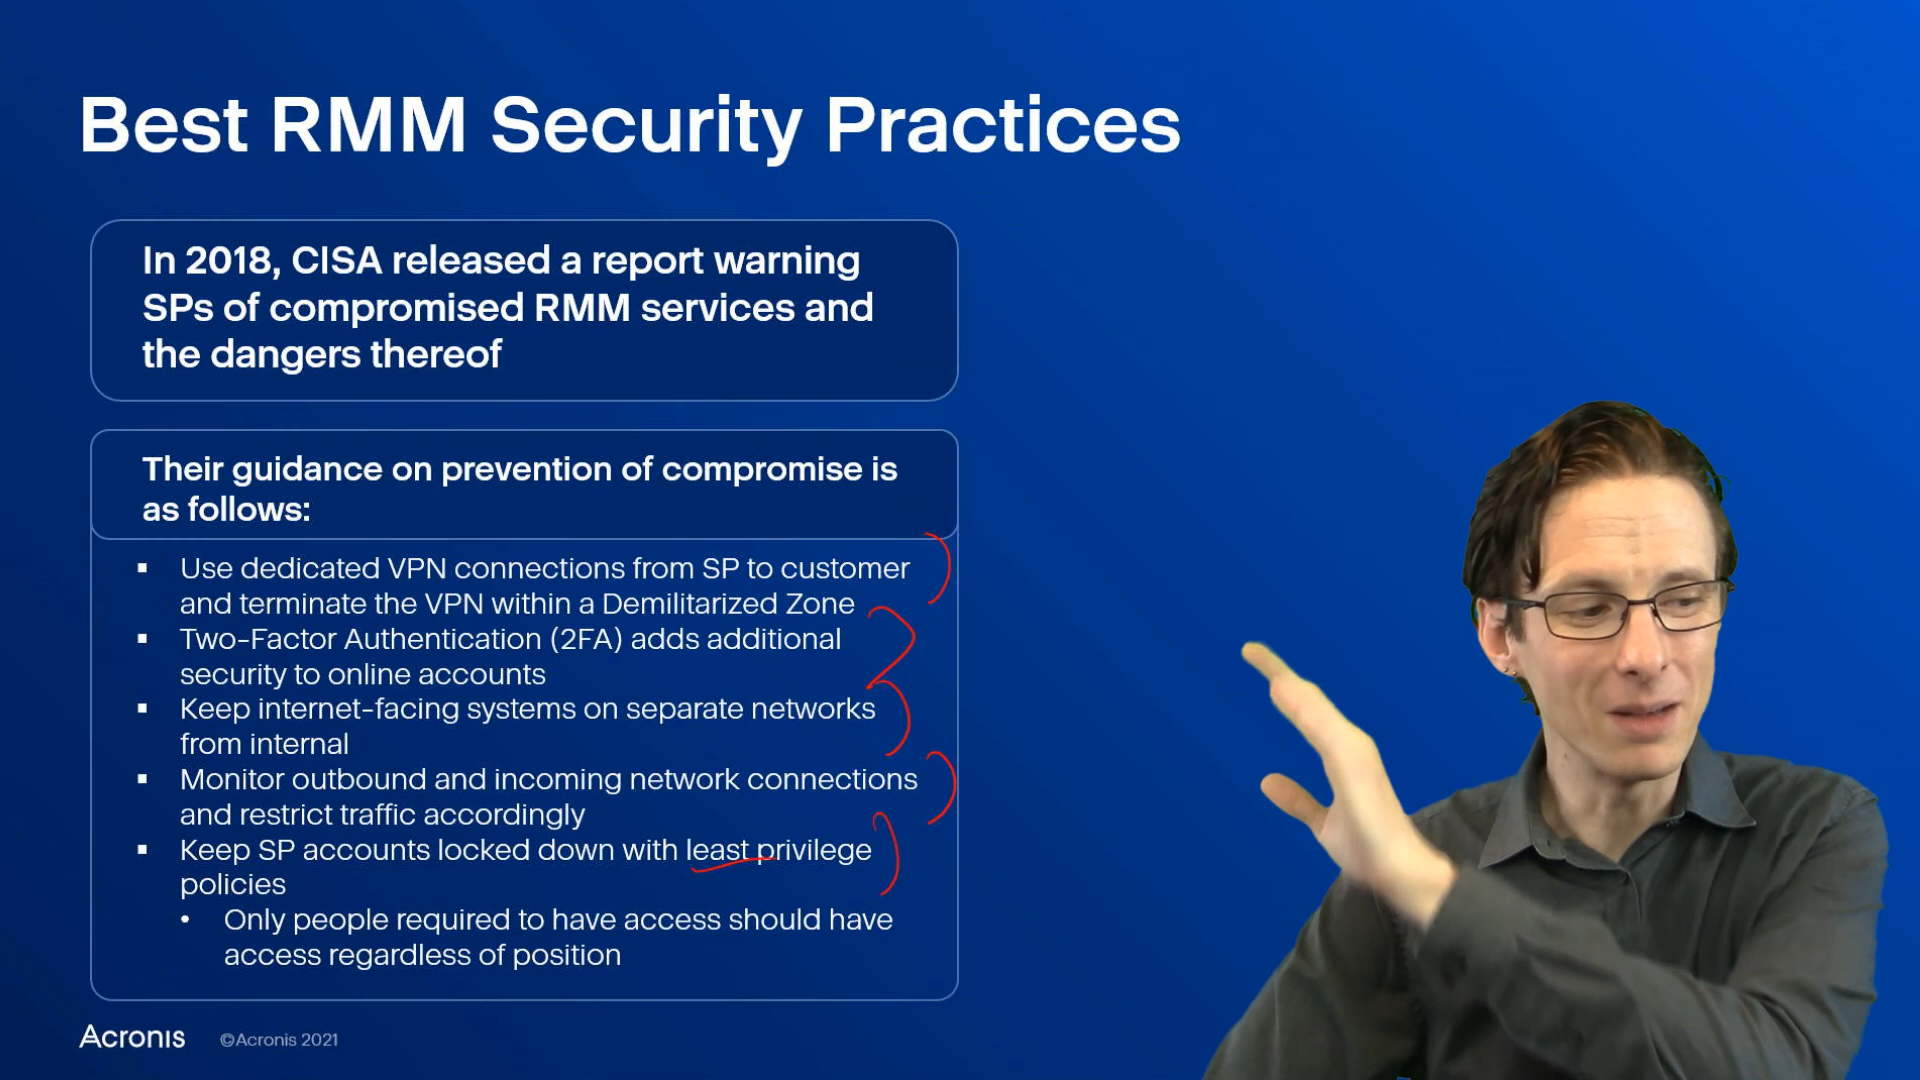 Best RMM Security Practices
In 2018, CISA released a report warning
SPs of compromised RMM services and
the dangers thereof
Their guidance on prevention of compromise is
as follows:
▪ Use dedicated VPN connections from SP to customer
and terminate the VPN within a Demilitarized Zone
▪ Two-Factor Authentication (2FA) adds additional
security to online accounts
▪ Keep internet-facing systems on separate networks
from internal
▪ Monitor outbound and incoming network connections
and restrict traffic accordingly
▪ Keep SP accounts locked down with least privilege
policies
• Only people required to have access should have
access regardless of position
Acronis ©Acronis 2021